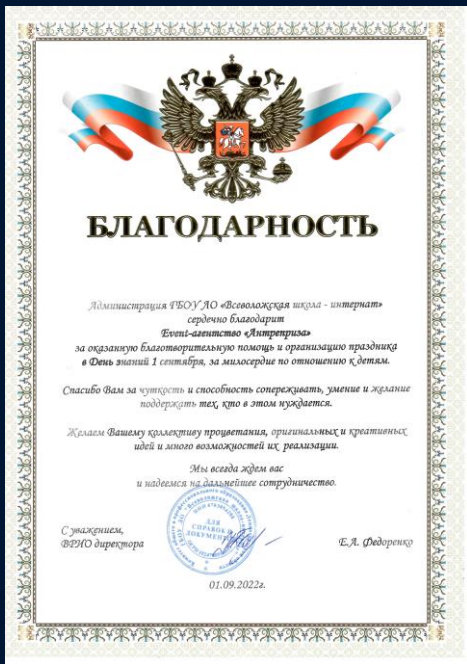 БЛАГОДАРНОСТЬ
Администрация ГБОУ ЛО «Всеволожская школа - интернат»
сердечно благодарит
Event-агентство «Антреприза»
за оказанную благотворительную помощь и организацию праздника
в День знаний 1 сентября, за милосердие по отношению к детям.
Спасибо Вам за чуткость и способность сопереживать, умение и желание
поддержать тех, кто в этом нуждается.
Желаем Вашему коллективу процветания, оригинальных и креативных
идей и много возможностей их реализации.
Мы всегда ждем вас
и надеемся на дальнейшее сотрудничество.
ДЛЯ
СПРАВОК И
ДОКУМЕНТОВ
С уважением,
ВРИО директора
Е.А. Федоренко
01.09.2022г.